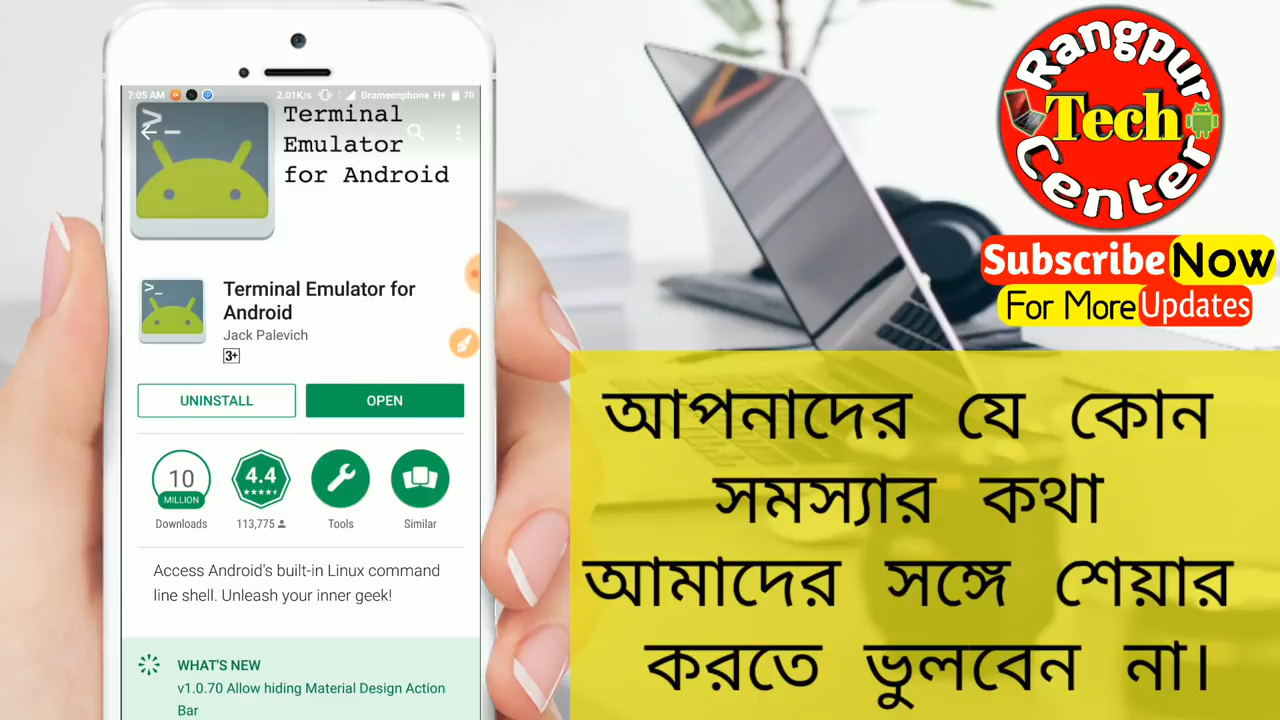 7:05 AM 2.01K/s Grameenphone H+ 70
Terminal
Emulator
for Android
Terminal Emulator for
Android
Jack Palevich
3+
UNINSTALL OPEN
10
MILLION
4.4
Downloads 113,775 Tools Similar
Access Android's built-in Linux command
line shell. Unleash your inner geek!
WHAT'S NEW
v1.0.70 Allow hiding Material Design Action
Bar
Rangpur
Tech
Center
Subscribe Now
For More Updates
আপনাদের যে কোন
সমস্যার কথা
আমাদের সঙ্গে শেয়ার
করতে ভুলবেন না।